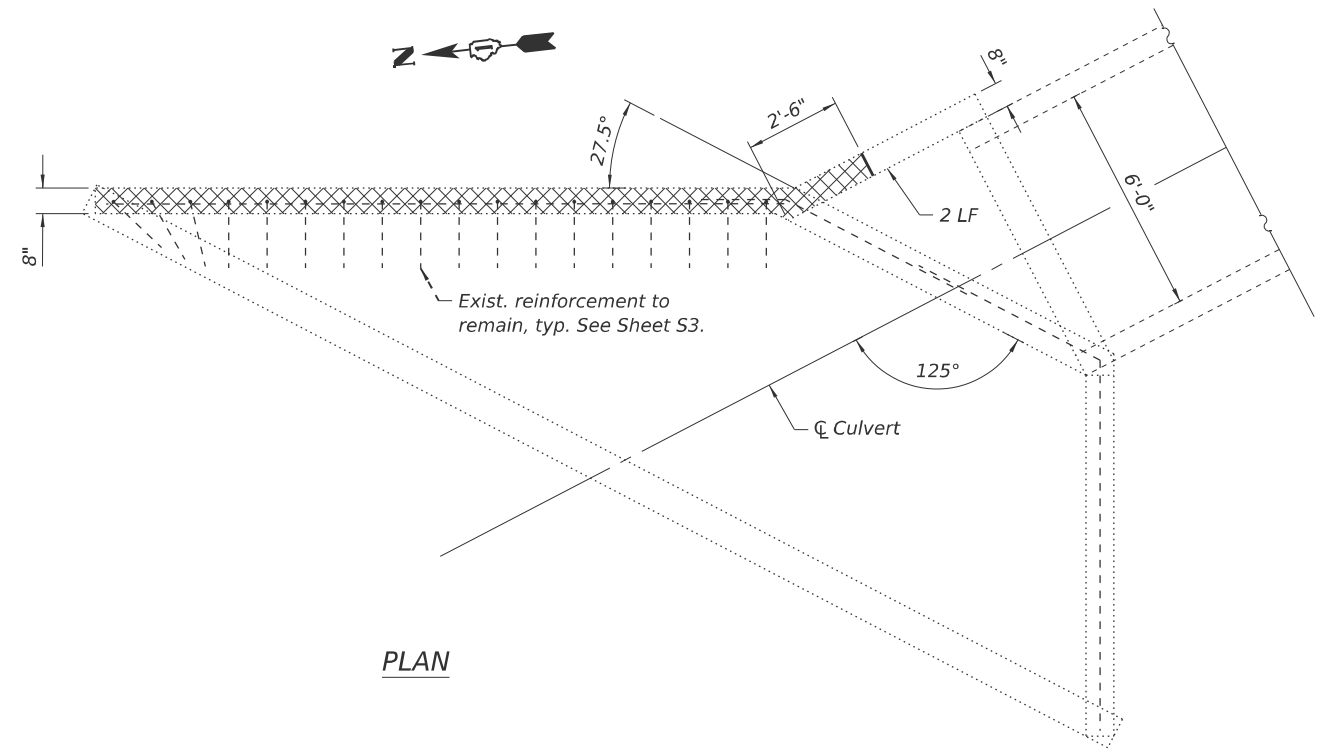 N
8"
2'-6"
27.5°
6'-0"
2 LF
8"
Exist. reinforcement to
remain, typ. See Sheet S3.
125°
℄ Culvert
PLAN